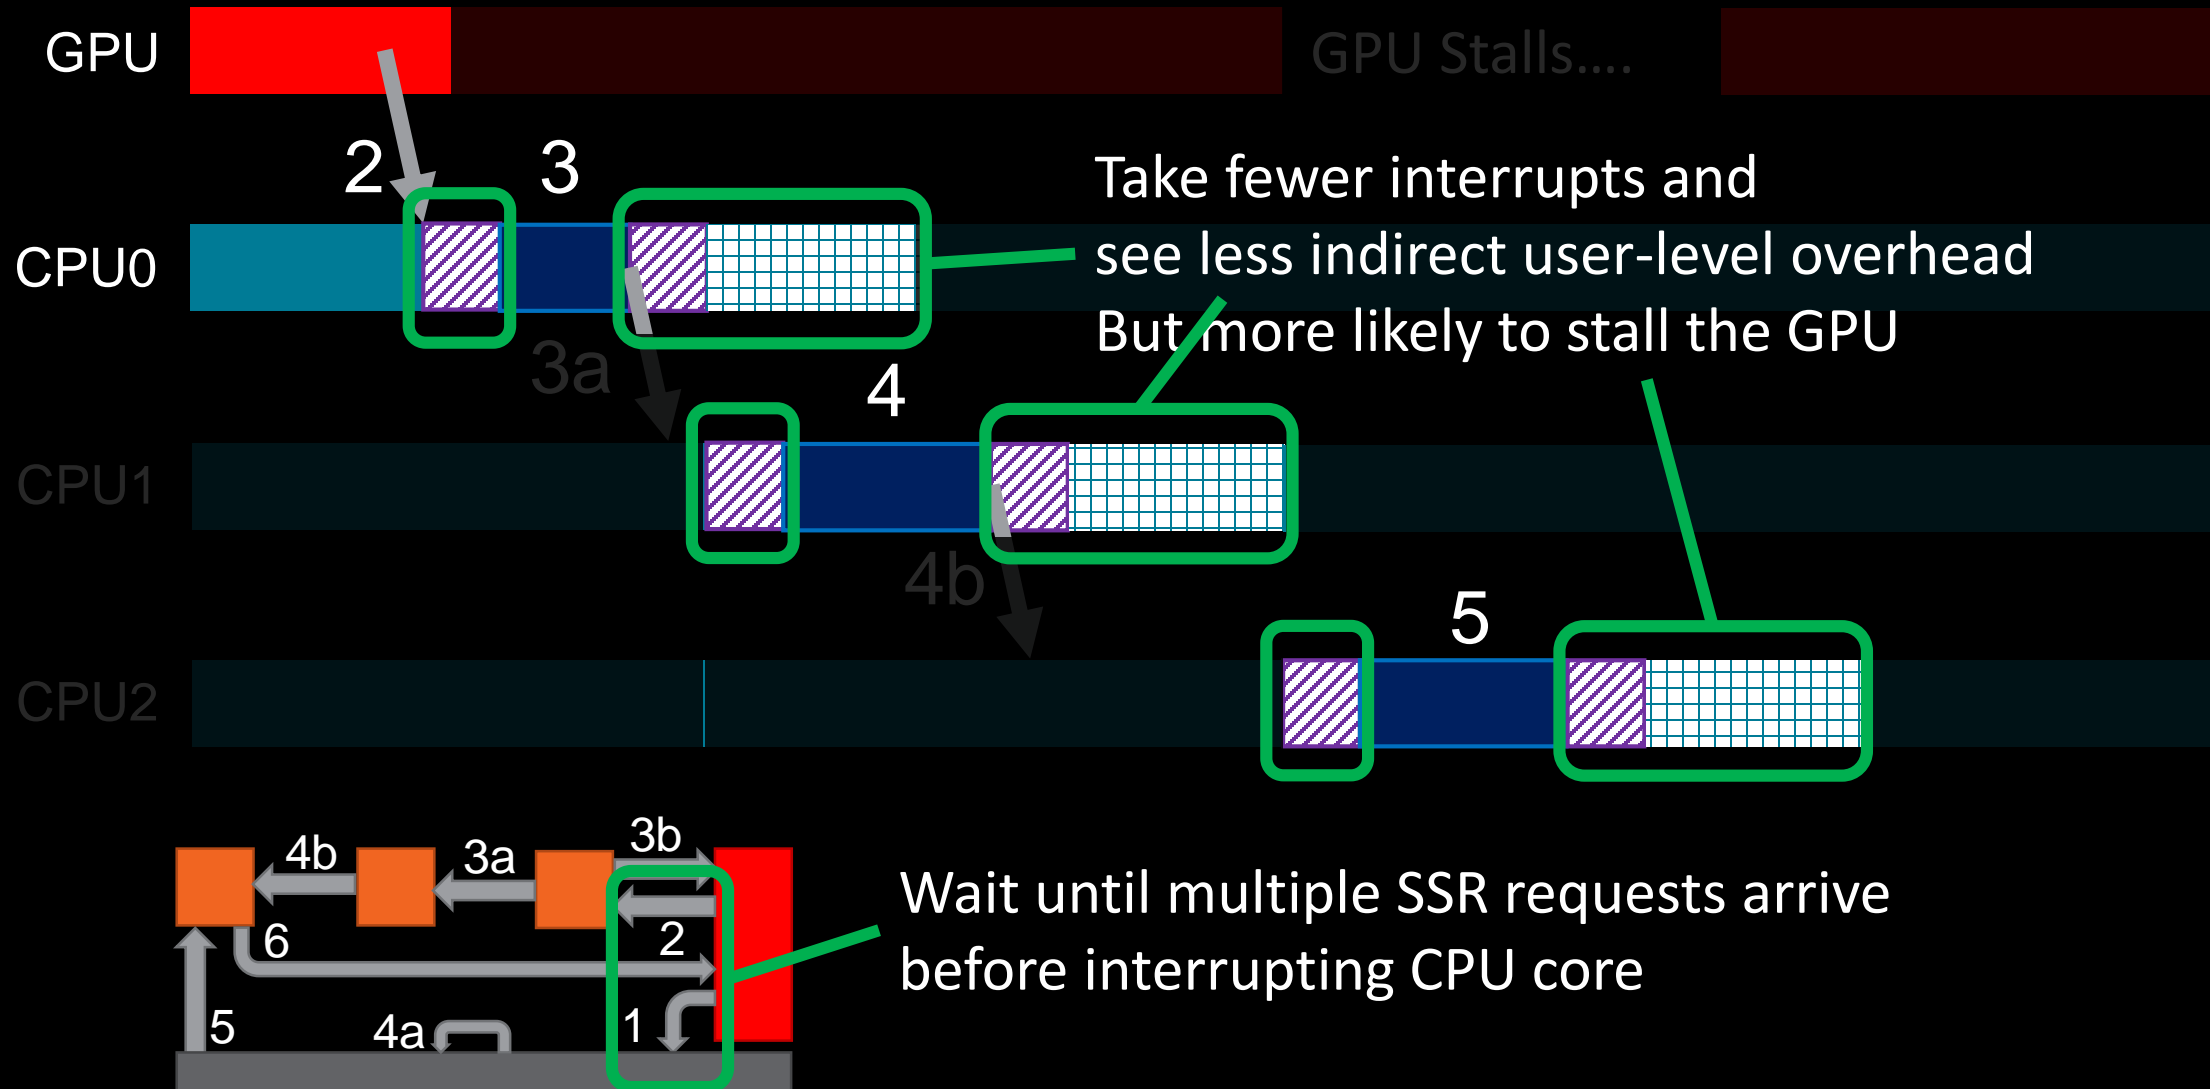 GPU
GPU Stalls....
2
3
Take fewer interrupts and
see less indirect user-level overhead
But more likely to stall the GPU
CPU0
3a
4
CPU1
4b
5
CPU2
3b
4b
3a
2
6
5
4a
1
Wait until multiple SSR requests arrive
before interrupting CPU core